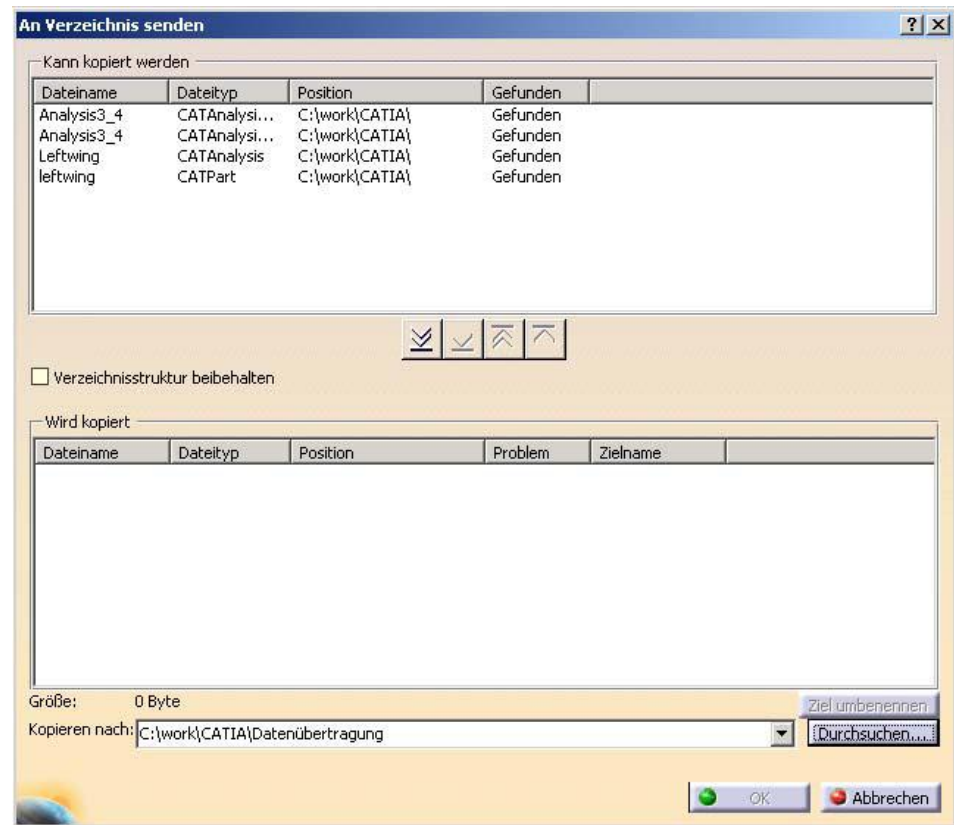 An Verzeichnis senden
Kann kopiert werden
Dateiname Dateityp Position Gefunden
Analysis3_4 CATAnalysi... C:\work\CATIA\ Gefunden
Analysis3_4 CATAnalysi... C:\work\CATIA\ Gefunden
Leftwing CATAnalysis C:\work\CATIA\ Gefunden
leftwing CATPart C:\work\CATIA\ Gefunden
Verzeichnisstruktur beibehalten
Wird kopiert
Dateiname Dateityp Position Problem Zielname
Größe: 0 Byte
Ziel umbenennen
Kopieren nach: C:\work\CATIA\Datenübertragung Durchsuchen...
OK Abbrechen